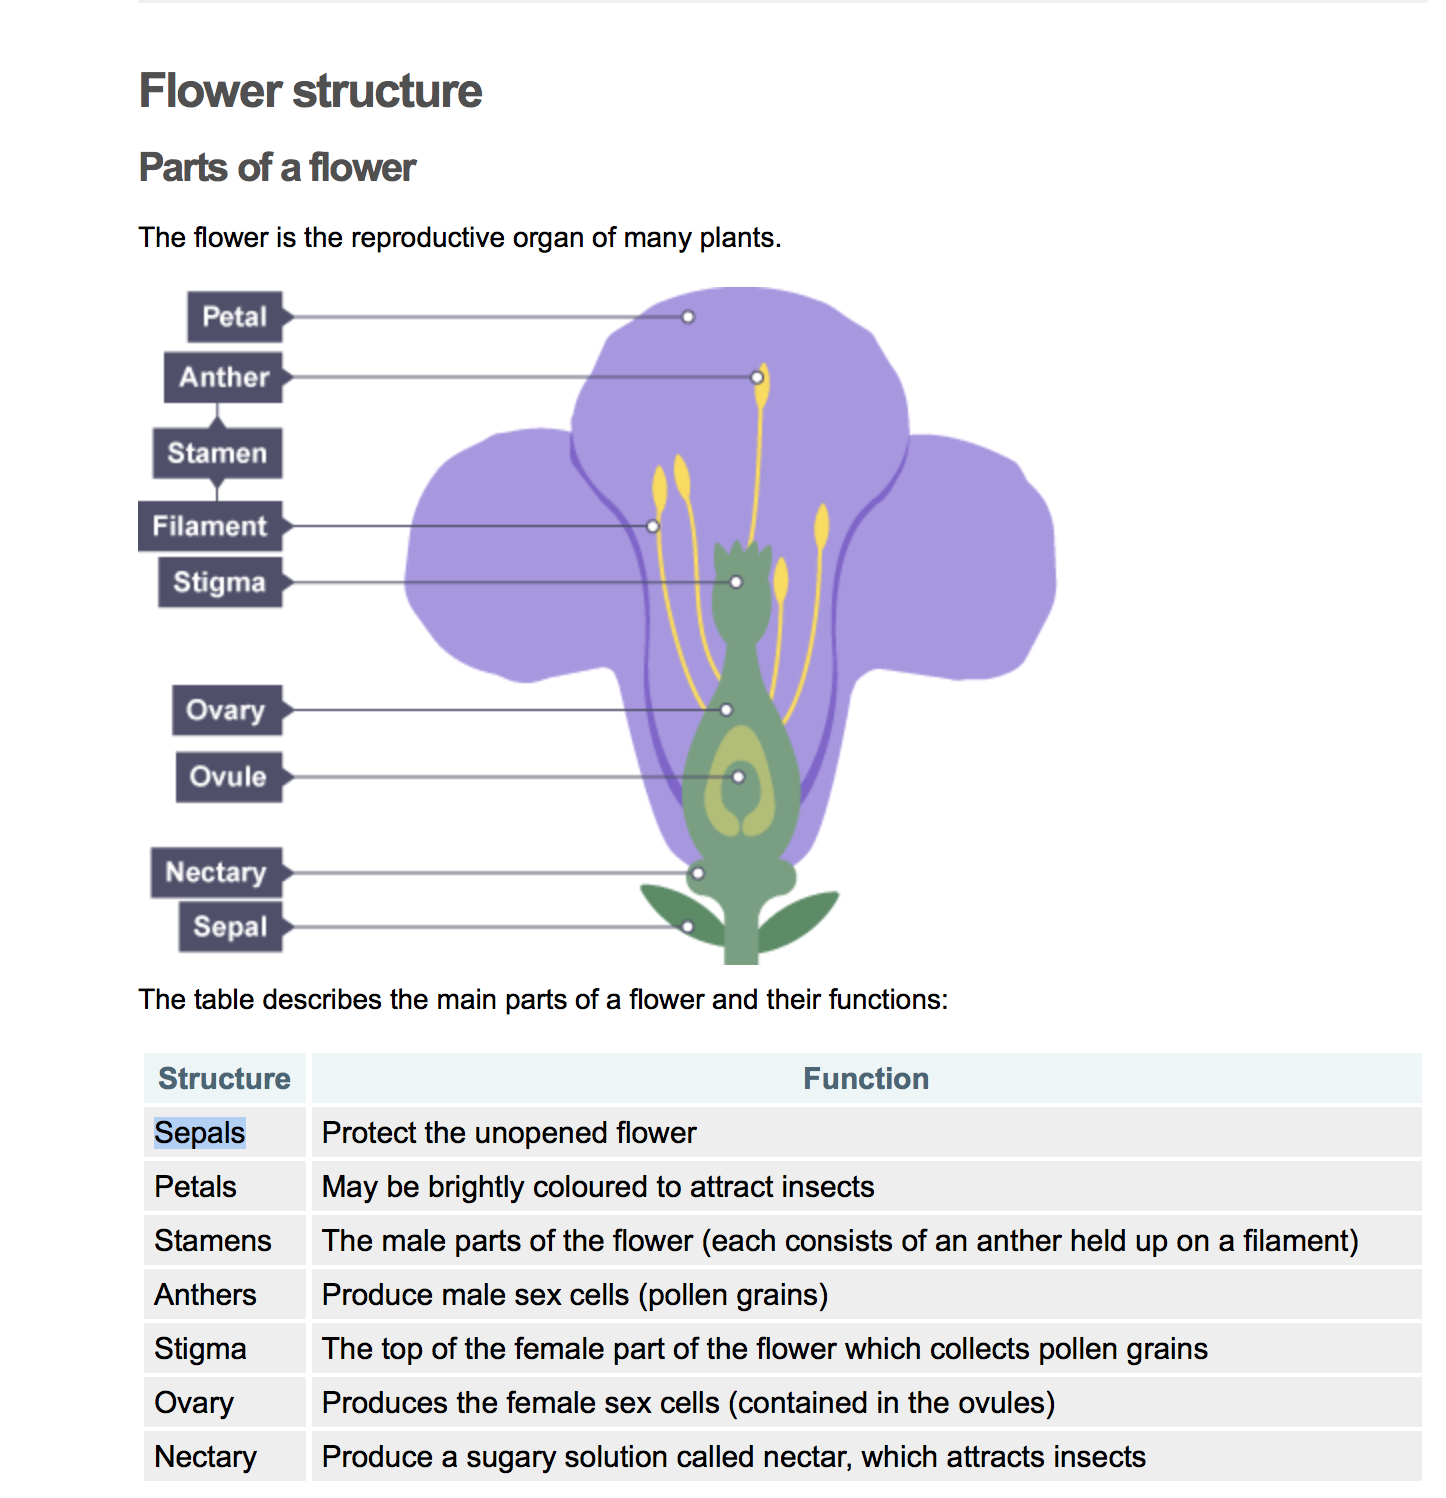 Flower structure
Parts of a flower
The flower is the reproductive organ of many plants.
Petal
Anther
Stamen
Filament
Stigma
Ovary
Ovule
Nectary
Sepal
The table describes the main parts of a flower and their functions:
Structure Function
Sepals Protect the unopened flower
Petals May be brightly coloured to attract insects
Stamens The male parts of the flower (each consists of an anther held up on a filament)
Anthers Produce male sex cells (pollen grains)
Stigma The top of the female part of the flower which collects pollen grains
Ovary Produces the female sex cells (contained in the ovules)
Nectary Produce a sugary solution called nectar, which attracts insects